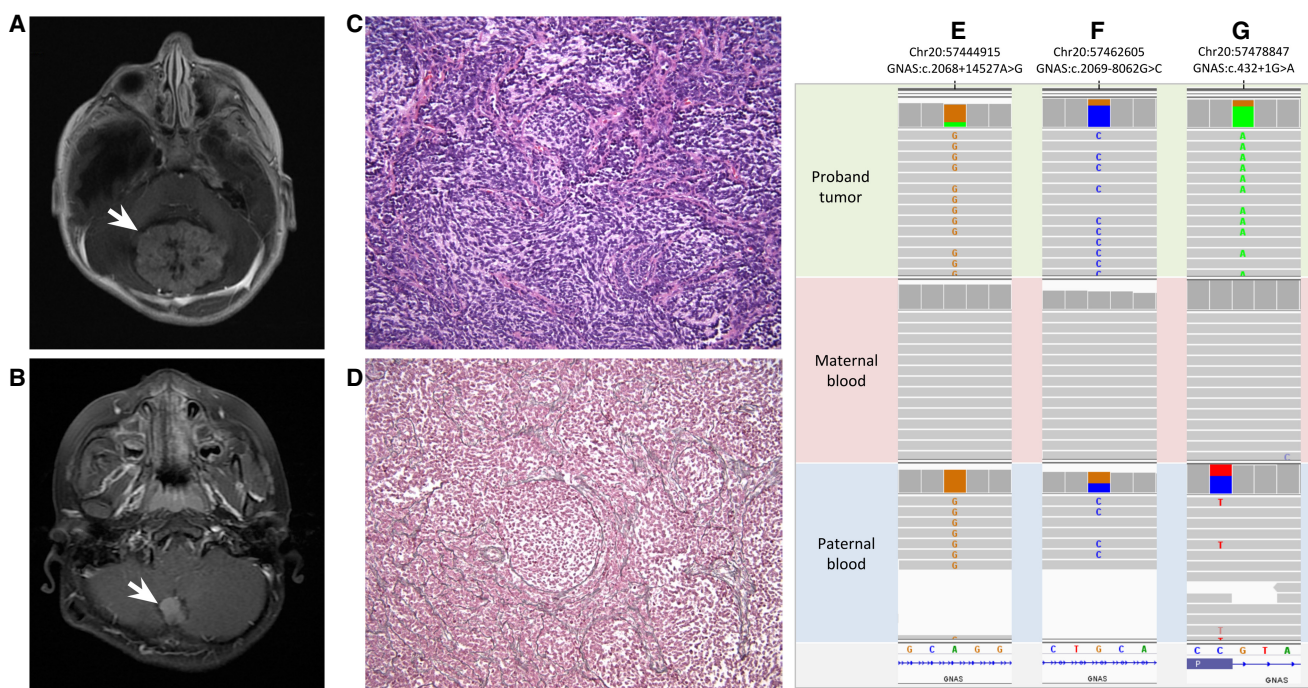 A
B
C
D
E
Chr20:57444915
GNAS:c.2068+14527A>G
F
Chr20:57462605
GNAS:c.2069-8062G>C
G
Chr20:57478847
GNAS:c.432+1G>A
Proband
tumor
G C A
G A
G C A
G C A
A
G C A
G
G A
G C A
G C A
C
G C A
G C
G C A
Maternal
blood
C
Paternal
blood
G C T
G C
G
G
G C T
G C
G
T
T
G C A G G
C T G C A
C C G T A
P
GNAS
GNAS
GNAS